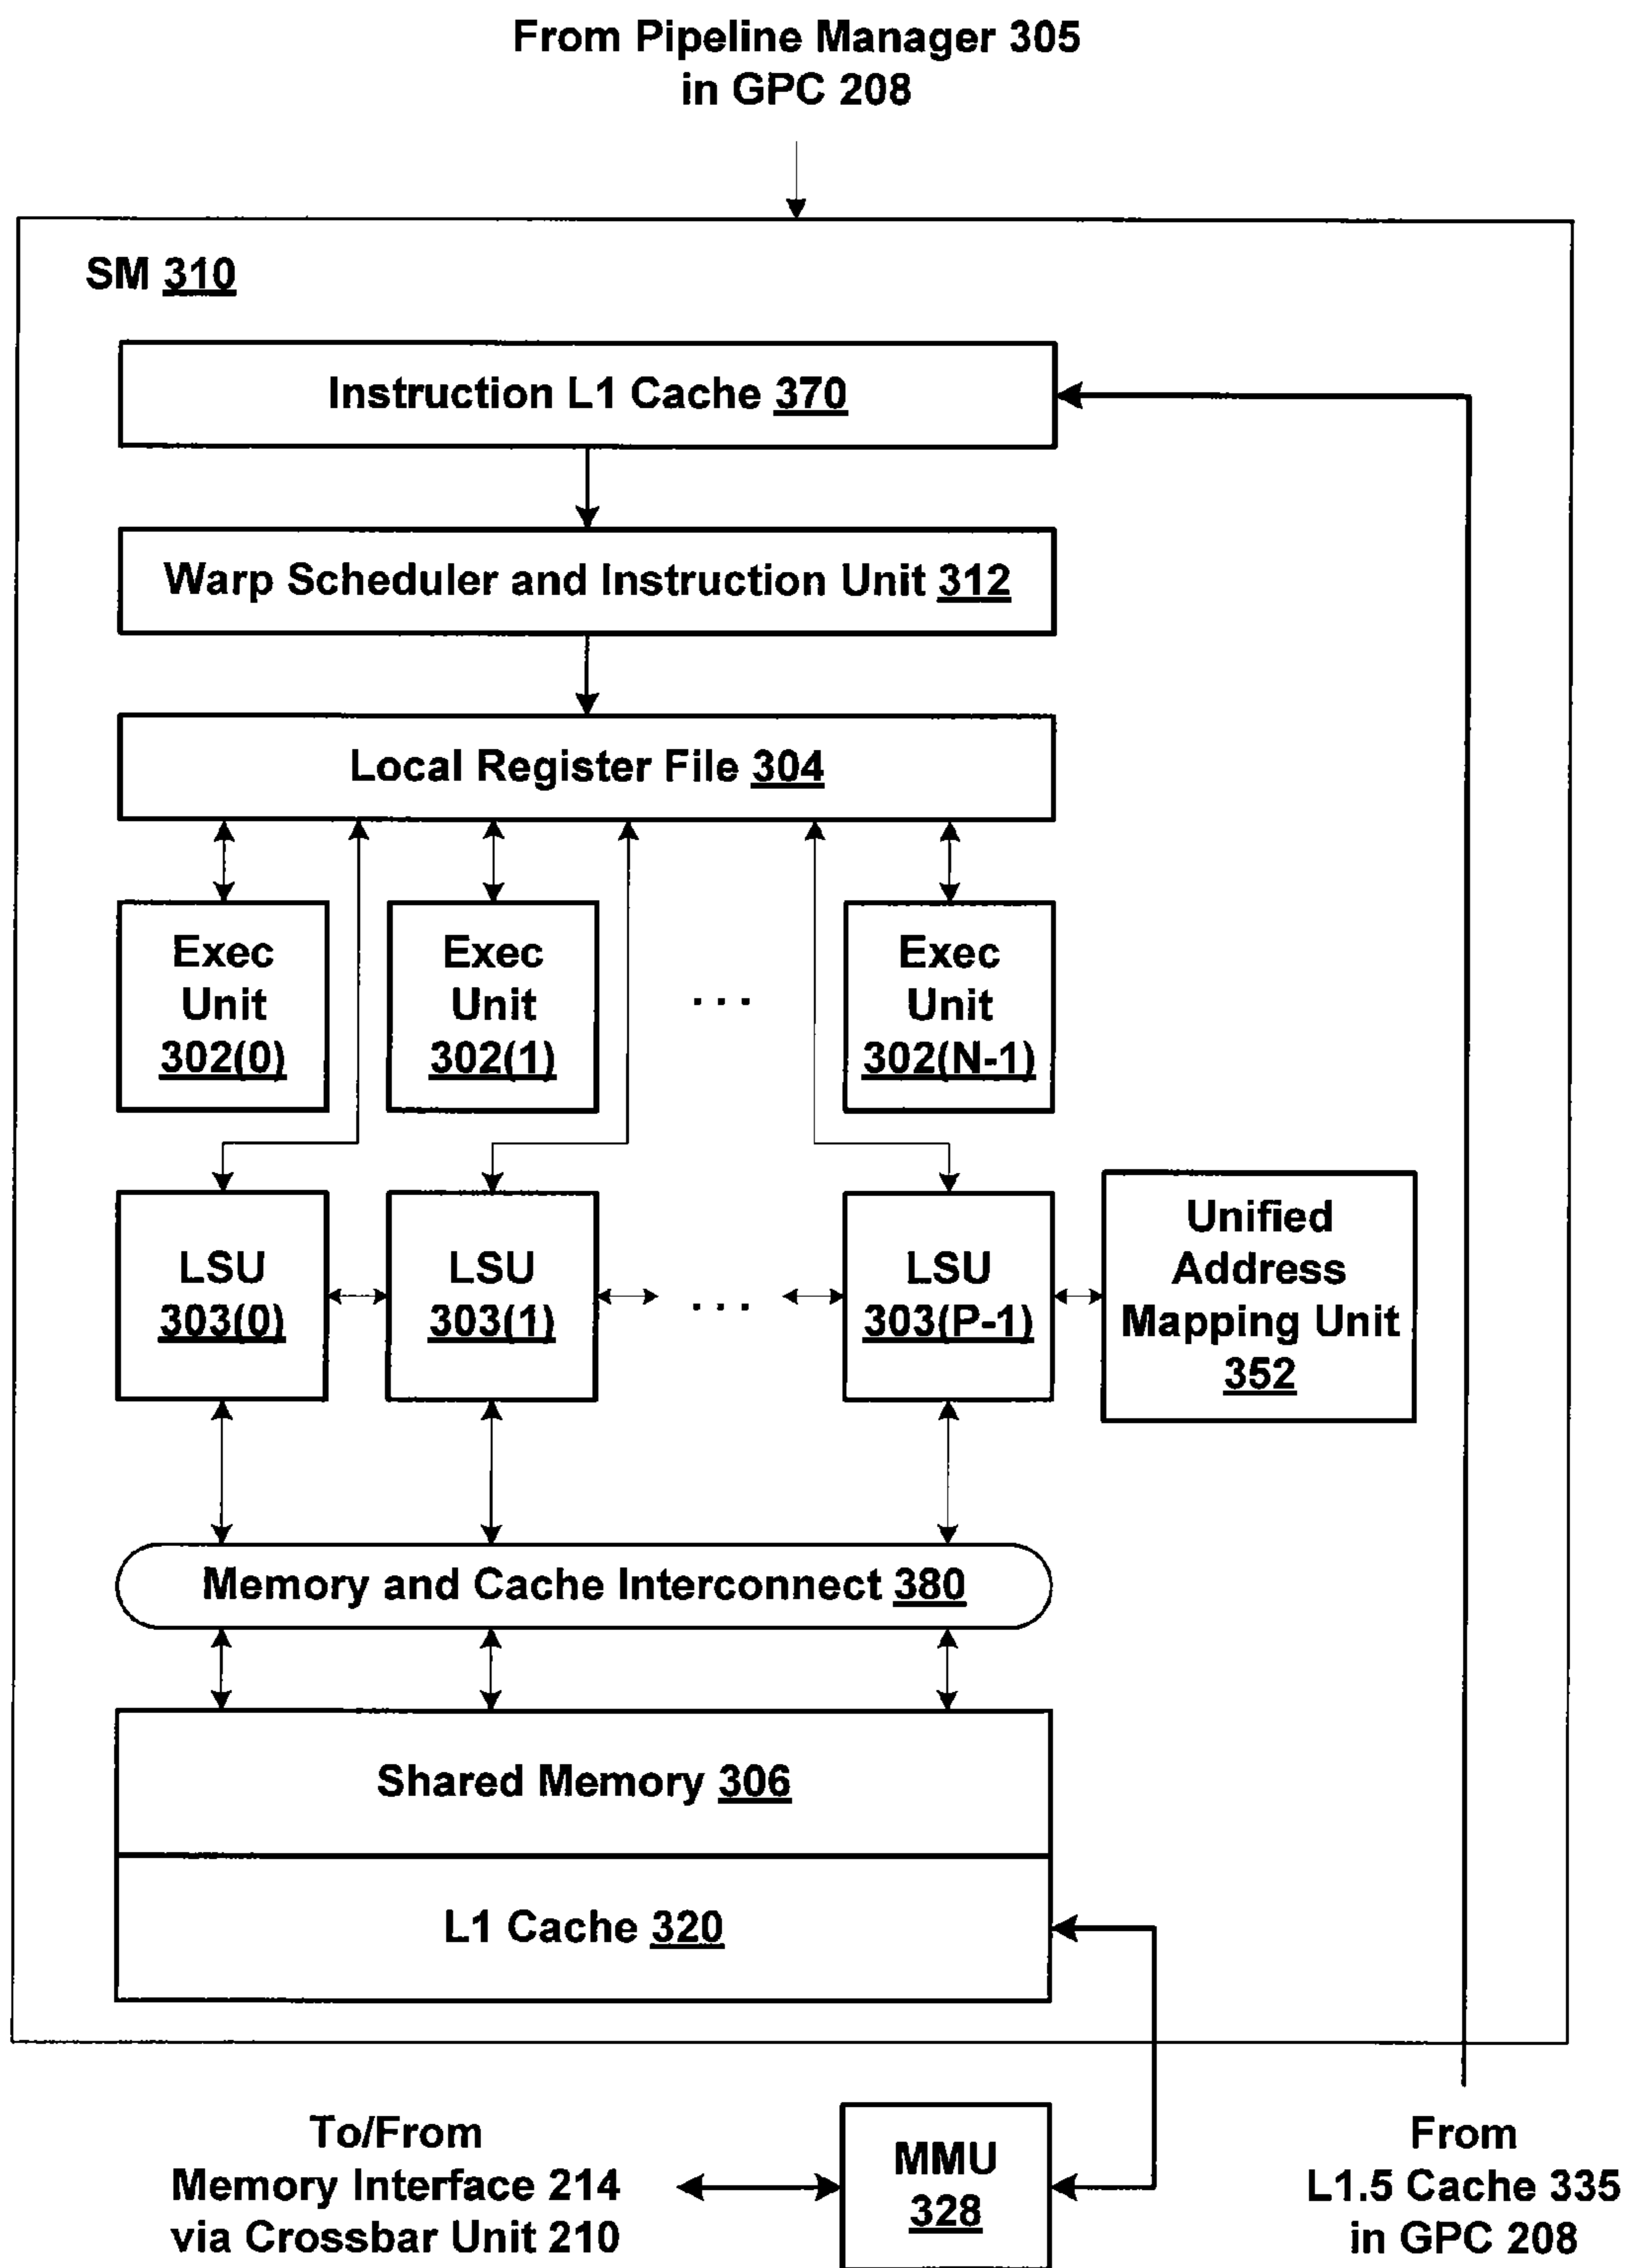 From Pipeline Manager 305
in GPC 208
SM 310
Instruction L1 Cache 370
Warp Scheduler and Instruction Unit 312
Local Register File 304
Exec
Unit
302(0)
Exec
Unit
302(1)
. . .
Exec
Unit
302(N-1)
LSU
303(0)
LSU
303(1)
. . .
LSU
303(P-1)
Unified
Address
Mapping Unit
352
Memory and Cache Interconnect 380
Shared Memory 306
L1 Cache 320
To/From
Memory Interface 214
via Crossbar Unit 210
MMU
328
From
L1.5 Cache 335
in GPC 208